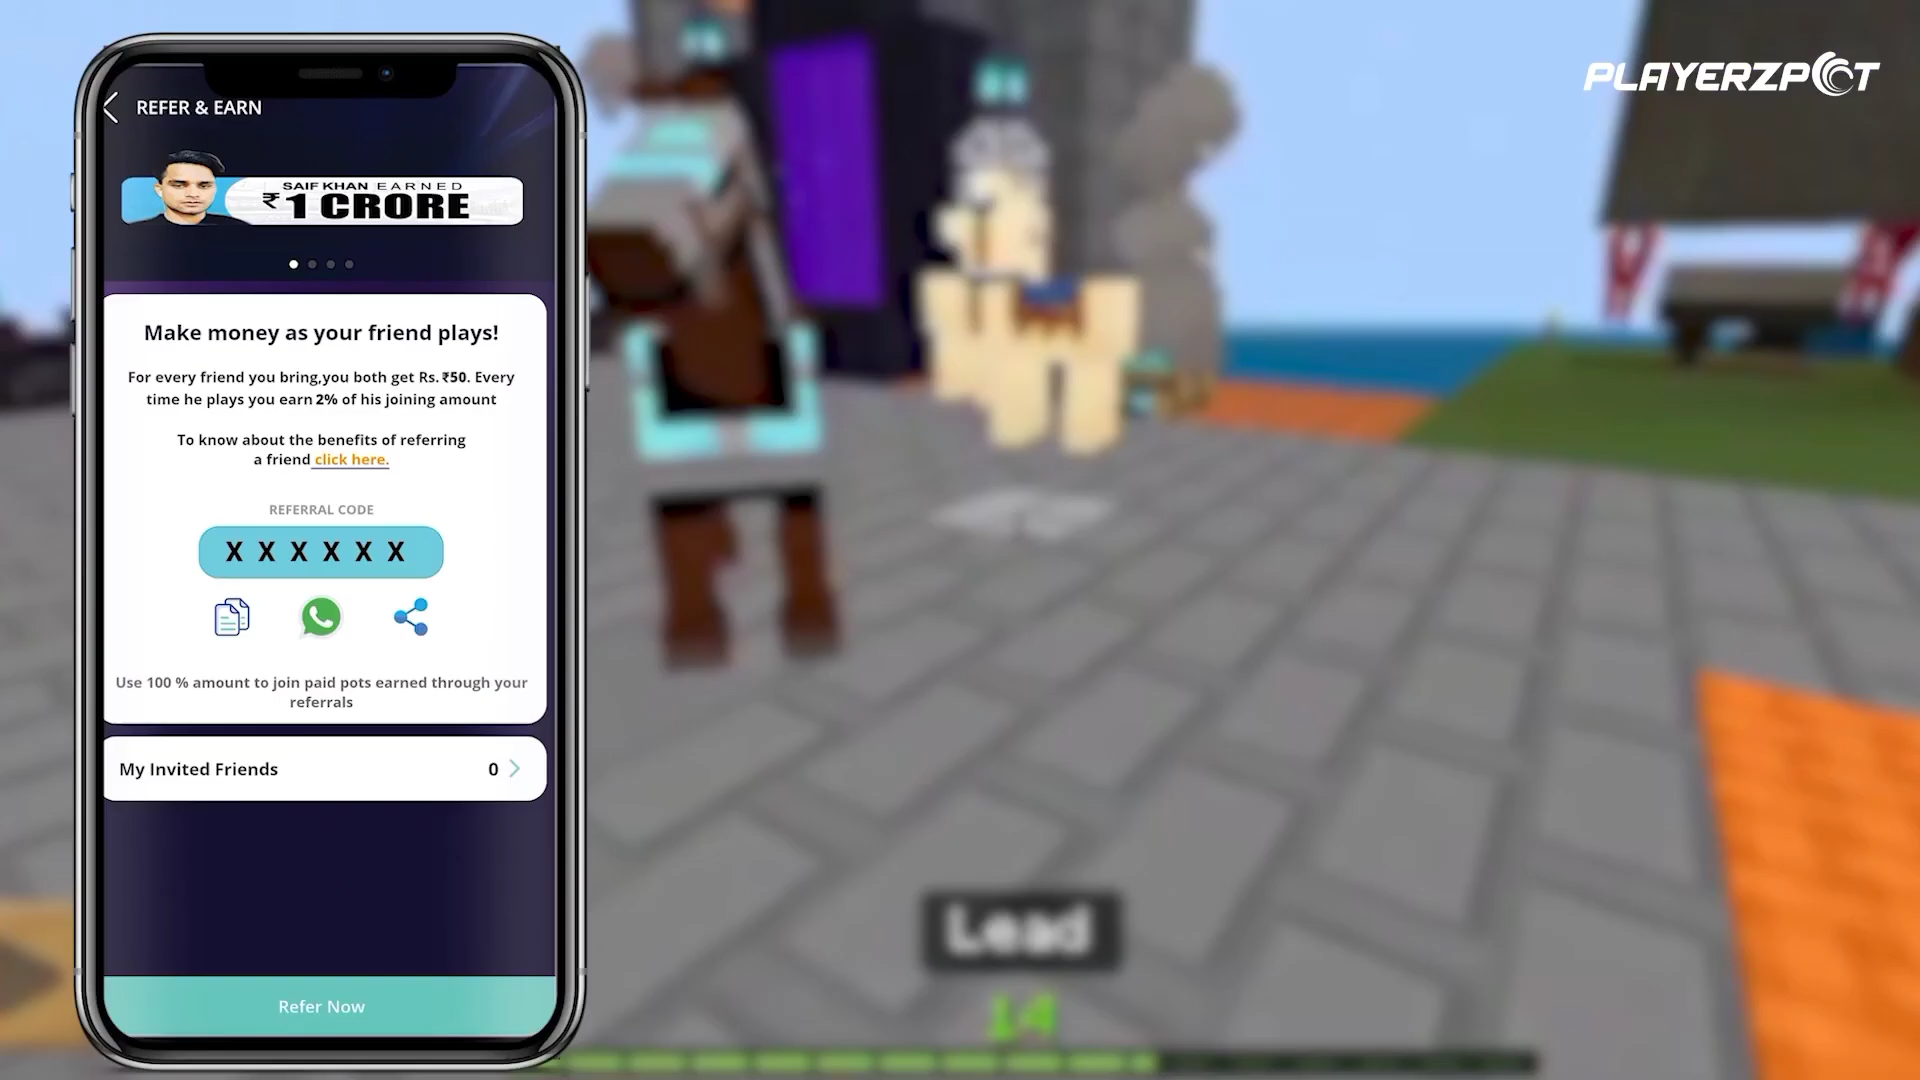 REFER & EARN
SAIF KHAN EARNED
₹ 1 CRORE
Make money as your friend plays!
For every friend you bring,you both get Rs. ₹50. Every
time he plays you earn 2% of his joining amount
To know about the benefits of referring
a friend click here.
REFERRAL CODE
X X X X X X
Use 100 % amount to join paid pots earned through your
referrals
My Invited Friends 0
Refer Now
PLAYERZPOT
Lead
14